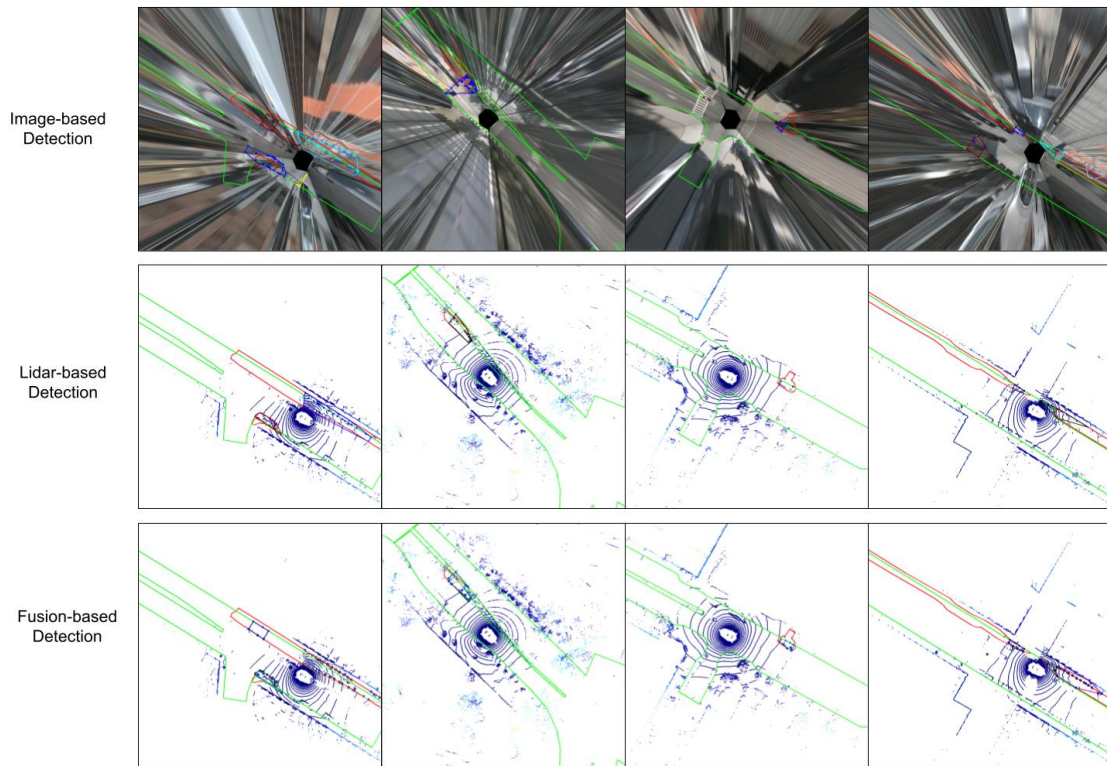 Image-based
Detection
Lidar-based
Detection
Fusion-based
Detection